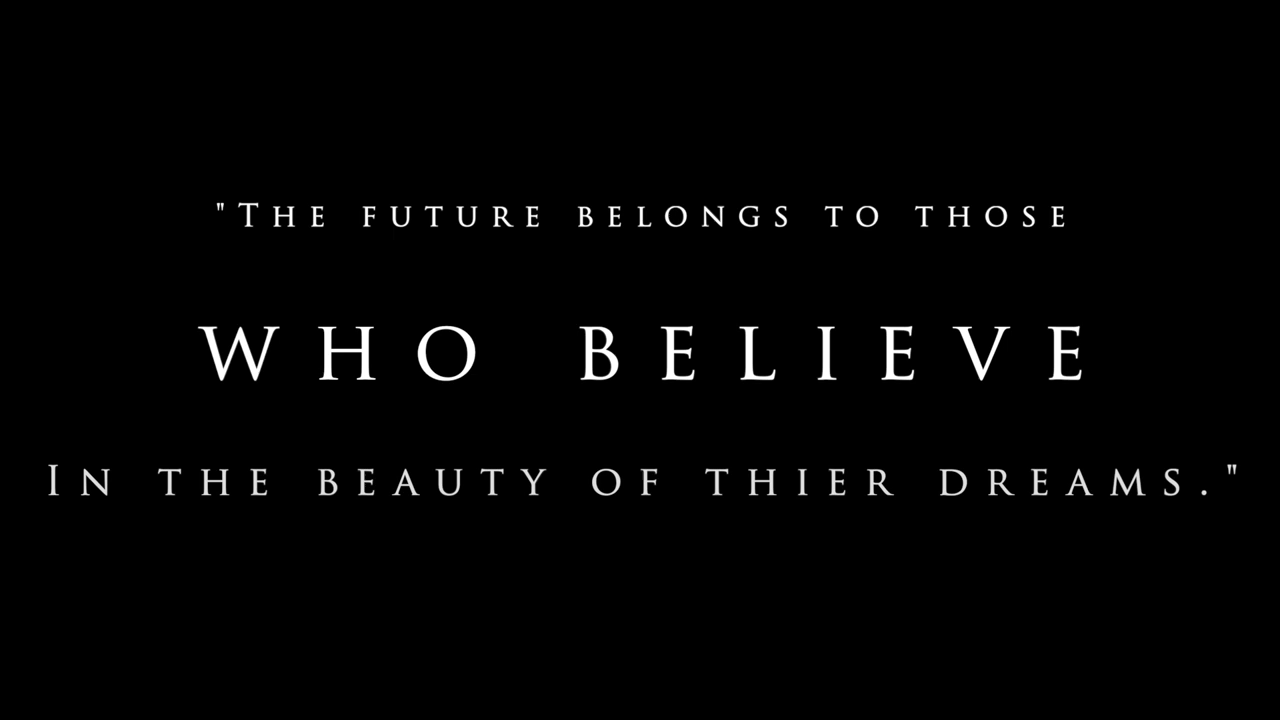 "The future belongs to those
WHO BELIEVE
In the beauty of thier dreams."